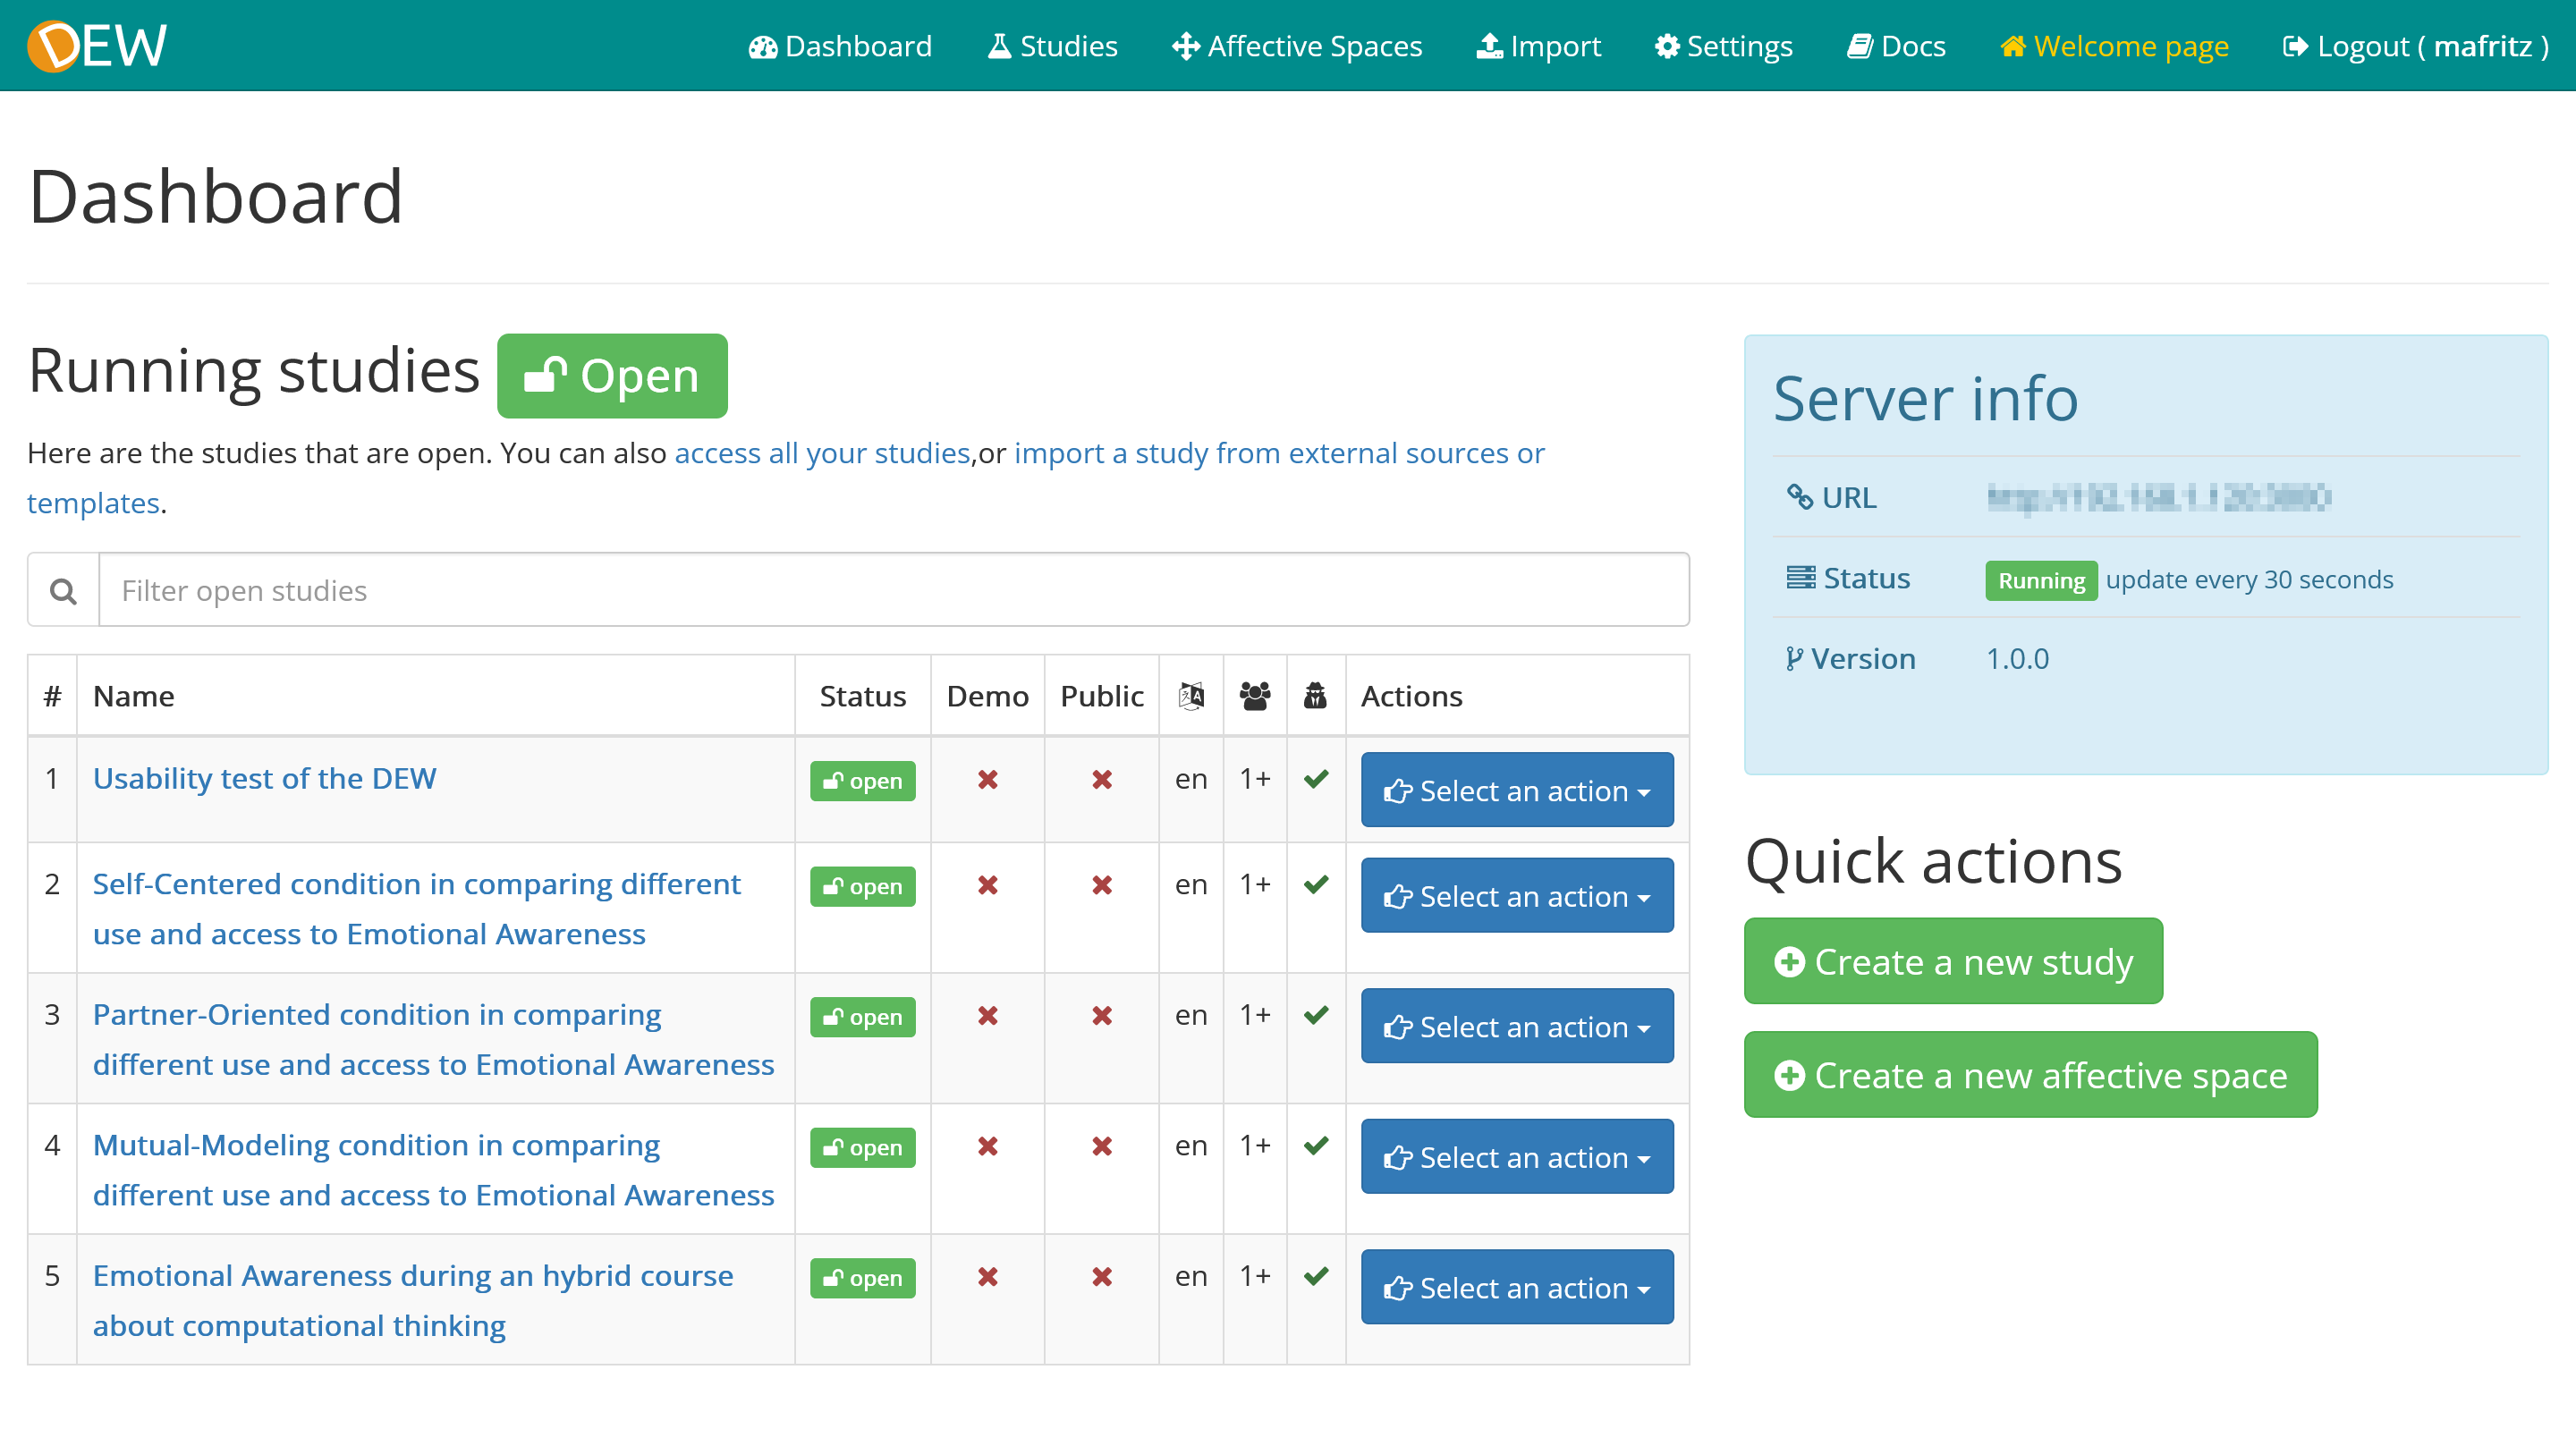 DEW
Dashboard Studies Affective Spaces Import Settings Docs Welcome page Logout ( mafritz )
Dashboard
Running studies Open
Here are the studies that are open. You can also access all your studies,or import a study from external sources or
templates.
Filter open studies
# Name Status Demo Public Actions
1 Usability test of the DEW open en 1+ Select an action
2 Self-Centered condition in comparing different
use and access to Emotional Awareness open en 1+ Select an action
3 Partner-Oriented condition in comparing
different use and access to Emotional Awareness open en 1+ Select an action
4 Mutual-Modeling condition in comparing
different use and access to Emotional Awareness open en 1+ Select an action
5 Emotional Awareness during an hybrid course
about computational thinking open en 1+ Select an action
Server info
URL
Status Running update every 30 seconds
Version 1.0.0
Quick actions
Create a new study
Create a new affective space